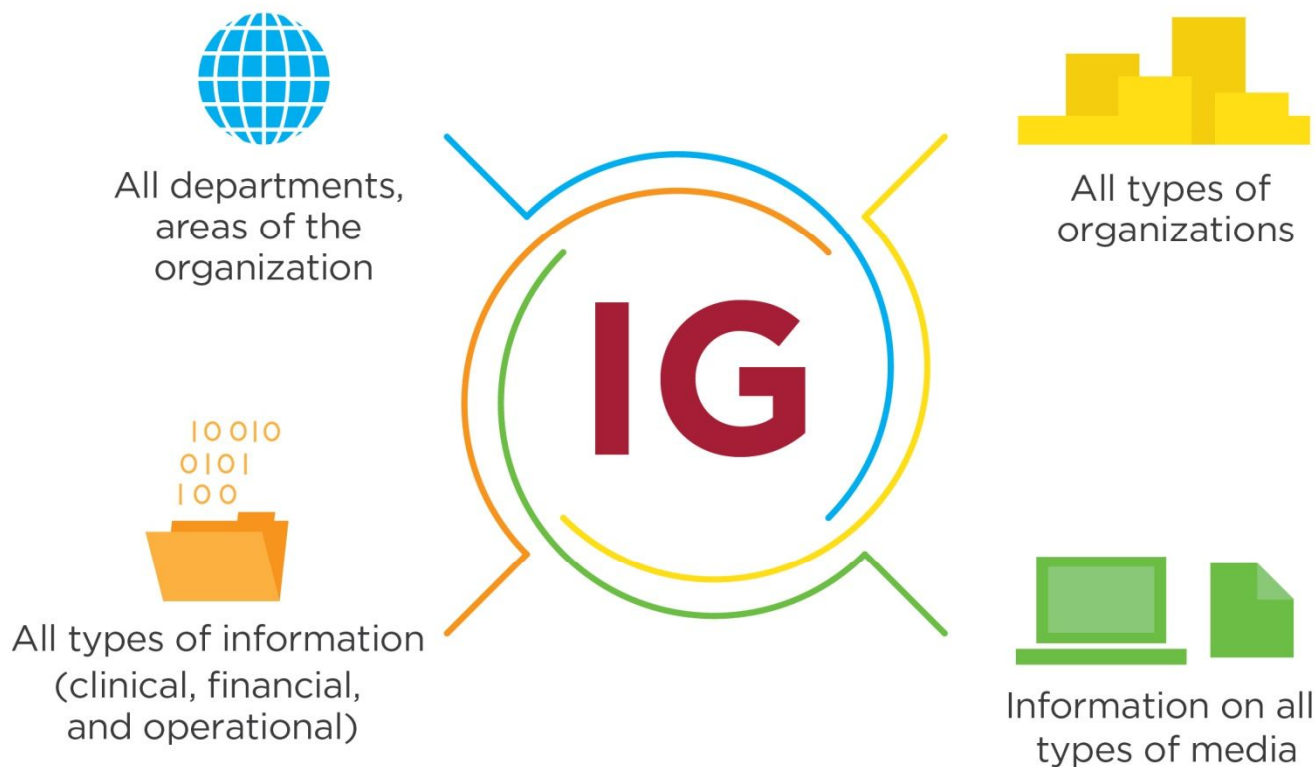 All departments,
areas of the
organization
All types of
organizations
IG
10010
0101
100
All types of information
(clinical, financial,
and operational)
Information on all
types of media